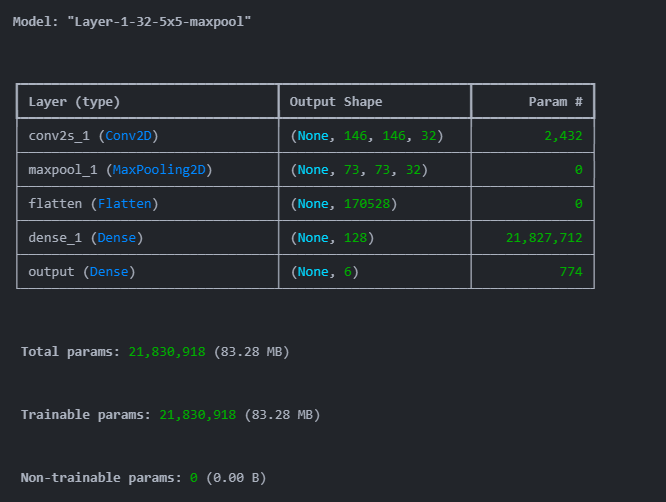 Model: "Layer-1-32-5x5-maxpool"
Layer (type) Output Shape Param #
conv2s_1 (Conv2D) (None, 146, 146, 32) 2,432
maxpool_1 (MaxPooling2D) (None, 73, 73, 32) 0
flatten (Flatten) (None, 170528) 0
dense_1 (Dense) (None, 128) 21,827,712
output (Dense) (None, 6) 774
Total params: 21,830,918 (83.28 MB)
Trainable params: 21,830,918 (83.28 MB)
Non-trainable params: 0 (0.00 B)